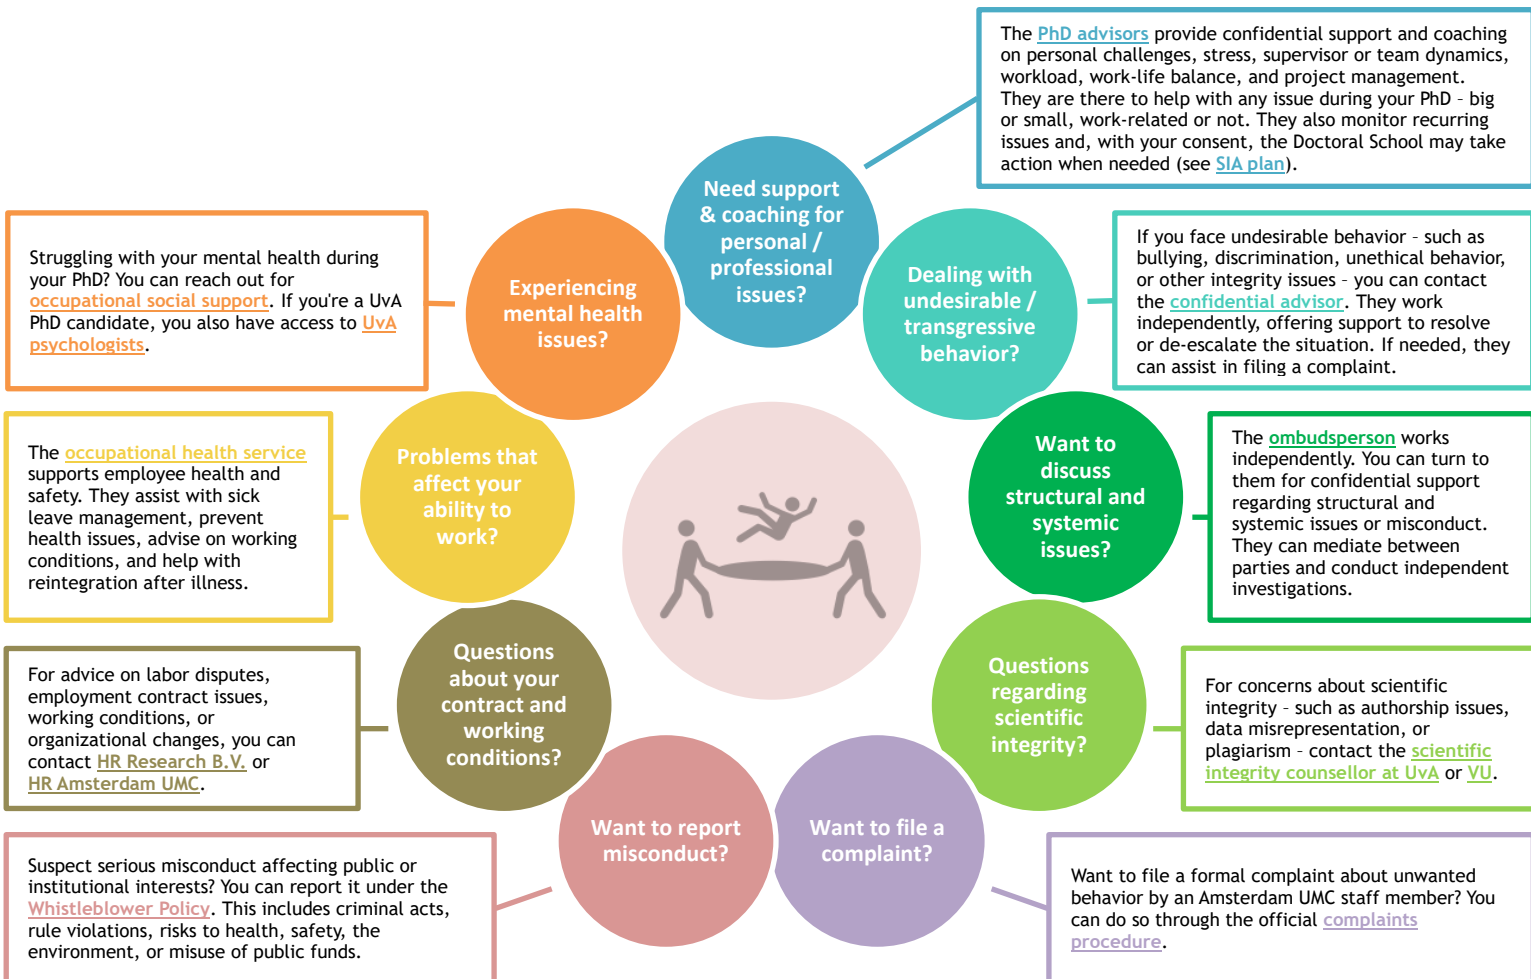 The PhD advisors provide confidential support and coaching
on personal challenges, stress, supervisor or team dynamics,
workload, work-life balance, and project management.
They are there to help with any issue during your PhD – big
or small, work-related or not. They also monitor recurring
issues and, with your consent, the Doctoral School may take
action when needed (see SIA plan).
Need support
& coaching for
personal /
professional
issues?
Struggling with your mental health during
your PhD? You can reach out for
occupational social support. If you're a UvA
PhD candidate, you also have access to UvA
psychologists.
Experiencing
mental health
issues?
Dealing with
undesirable /
transgressive
behavior?
If you face undesirable behavior – such as
bullying, discrimination, unethical behavior,
or other integrity issues – you can contact
the confidential advisor. They work
independently, offering support to resolve
or de-escalate the situation. If needed, they
can assist in filing a complaint.
The occupational health service
supports employee health and
safety. They assist with sick
leave management, prevent
health issues, advise on working
conditions, and help with
reintegration after illness.
Problems that
affect your
ability to
work?
Want to
discuss
structural and
systemic
issues?
The ombudsperson works
independently. You can turn to
them for confidential support
regarding structural and
systemic issues or misconduct.
They can mediate between
parties and conduct independent
investigations.
For advice on labor disputes,
employment contract issues,
working conditions, or
organizational changes, you can
contact HR Research B.V. or
HR Amsterdam UMC.
Questions
about your
contract and
working
conditions?
Questions
regarding
scientific
integrity?
For concerns about scientific
integrity – such as authorship issues,
data misrepresentation, or
plagiarism – contact the scientific
integrity counsellor at UvA or VU.
Suspect serious misconduct affecting public or
institutional interests? You can report it under the
Whistleblower Policy. This includes criminal acts,
rule violations, risks to health, safety, the
environment, or misuse of public funds.
Want to report
misconduct?
Want to file a
complaint?
Want to file a formal complaint about unwanted
behavior by an Amsterdam UMC staff member? You
can do so through the official complaints
procedure.